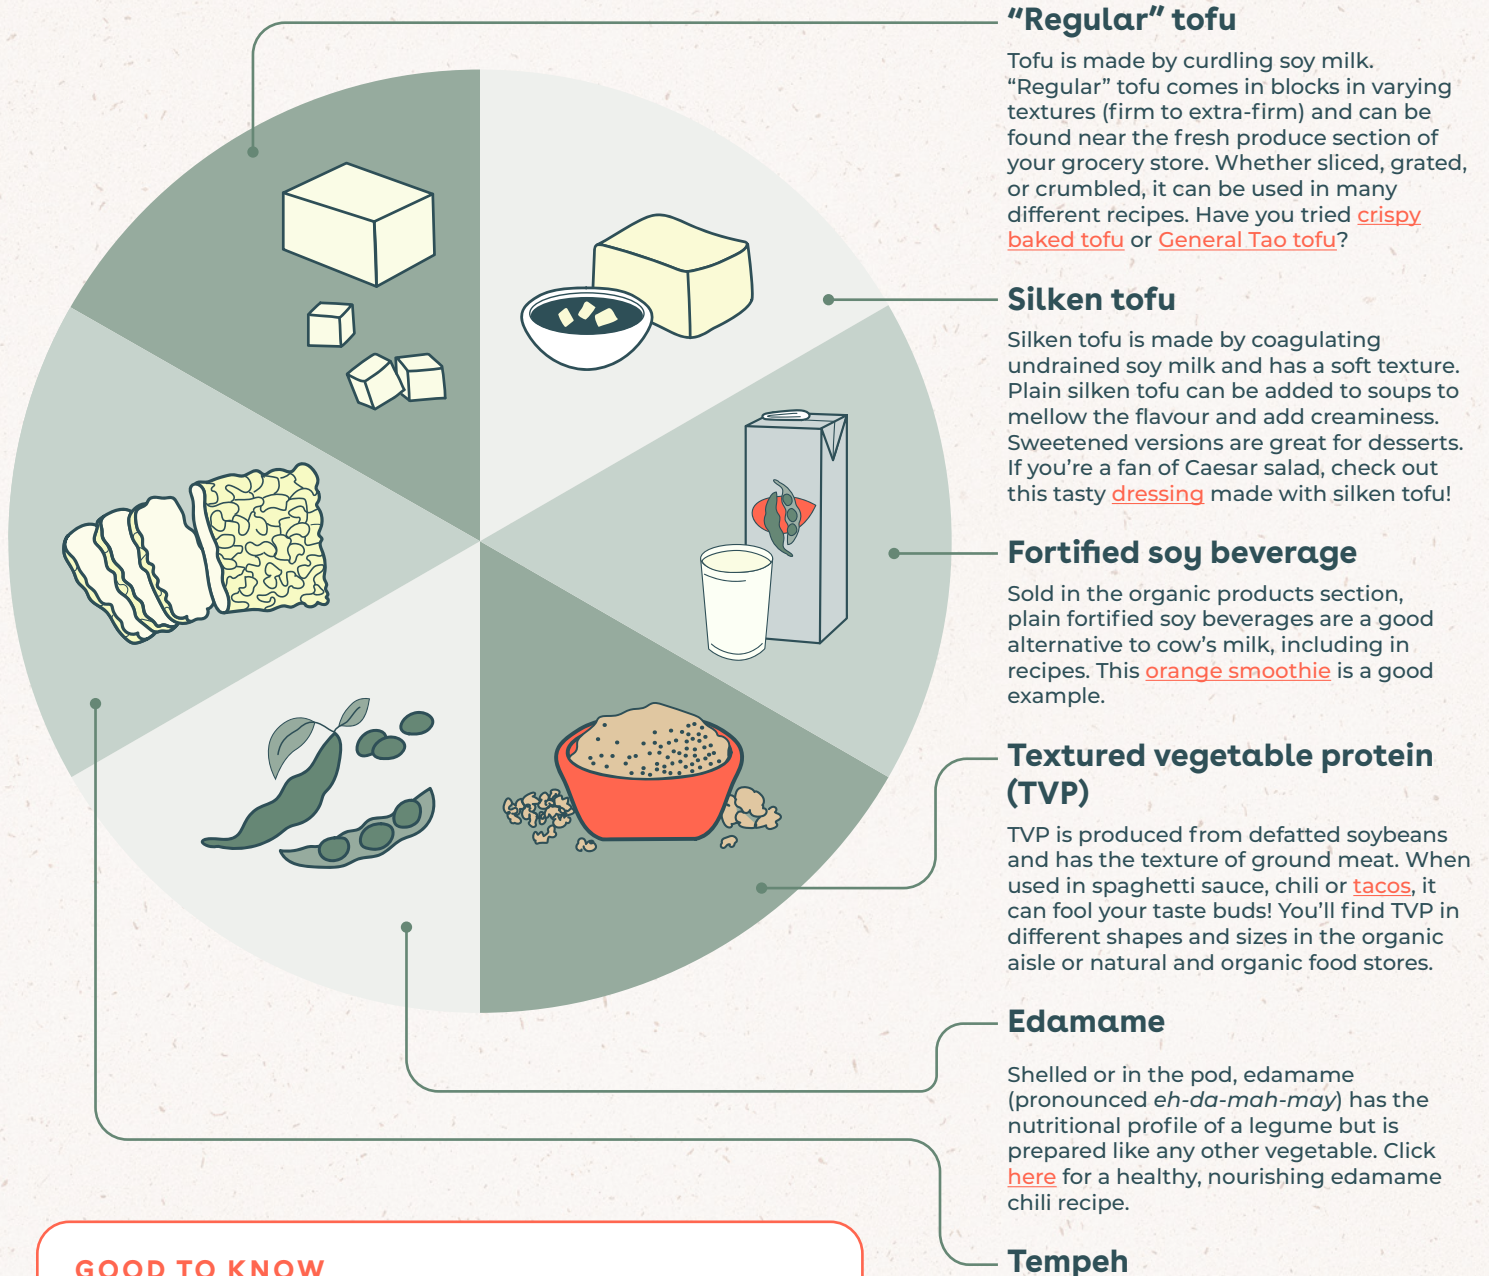 “Regular” tofu
Tofu is made by curdling soy milk.
“Regular” tofu comes in blocks in varying
textures (firm to extra-firm) and can be
found near the fresh produce section of
your grocery store. Whether sliced, grated,
or crumbled, it can be used in many
different recipes. Have you tried crispy
baked tofu or General Tao tofu?
Silken tofu
Silken tofu is made by coagulating
undrained soy milk and has a soft texture.
Plain silken tofu can be added to soups to
mellow the flavour and add creaminess.
Sweetened versions are great for desserts.
If you’re a fan of Caesar salad, check out
this tasty dressing made with silken tofu!
Fortified soy beverage
Sold in the organic products section,
plain fortified soy beverages are a good
alternative to cow’s milk, including in
recipes. This orange smoothie is a good
example.
Textured vegetable protein
(TVP)
TVP is produced from defatted soybeans
and has the texture of ground meat. When
used in spaghetti sauce, chili or tacos, it
can fool your taste buds! You’ll find TVP in
different shapes and sizes in the organic
aisle or natural and organic food stores.
Edamame
Shelled or in the pod, edamame
(pronounced eh-da-mah-may) has the
nutritional profile of a legume but is
prepared like any other vegetable. Click
here for a healthy, nourishing edamame
chili recipe.
Tempeh
GOOD TO KNOW